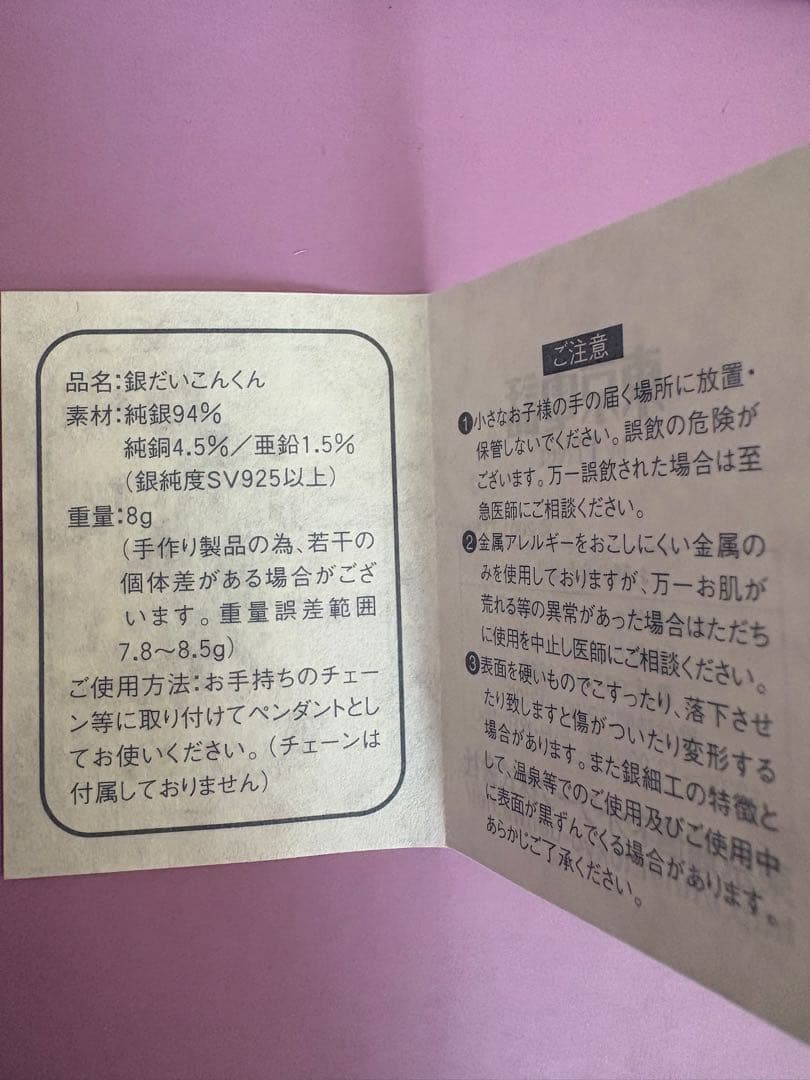 品名:銀だいこんくん
素材:純銀94%
純銅4.5%/亜鉛1.5%
(銀純度SV925以上)
重量:8g
(手作り製品の為、若干の
個体差がある場合がござ
います。重量誤差範囲
7.8〜8.5g)
ご使用方法:お手持ちのチェー
ン等に取り付けてペンダントとし
てお使いください。(チェーンは
付属しておりません)
ご注意
❶小さなお子様の手の届く場所に放置・
保管しないでください。誤飲の危険が
ございます。万一誤飲された場合は至
急医師にご相談ください。
❷金属アレルギーをおこしにくい金属の
みを使用しておりますが、万一お肌が
荒れる等の異常があった場合はただち
に使用を中止し医師にご相談ください。
❸表面を硬いものでこすったり、落下させ
たり致しますと傷がついたり変形する
場合があります。また銀細工の特徴と
して、温泉等でのご使用及びご使用中
に表面が黒ずんでくる場合があります。
あらかじご了承ください。